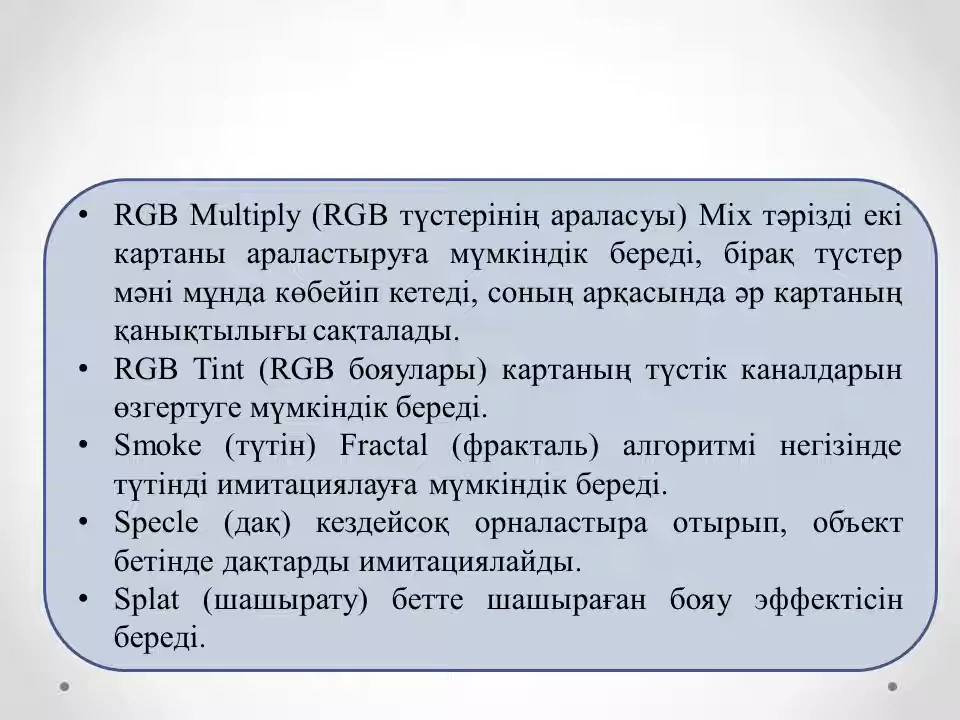 • RGB Multiply (RGB түстерінің араласуы) Mix тәрізді екі
картаны араластыруға мүмкіндік береді, бірақ түстер
мәні мұнда көбейіп кетеді, соның арқасында әр картаның
қанықтылығы сақталады.
• RGB Tint (RGB бояулары) картаның түстік каналдарын
өзгертуге мүмкіндік береді.
• Smoke (түтін) Fractal (фракталь) алгоритмі негізінде
түтінді имитациялауға мүмкіндік береді.
• Specle (дақ) кездейсоқ орналастыра отырып, объект
бетінде дақтарды имитациялайды.
• Splat (шашырату) бетте шашыраған бояу эффектісін
береді.